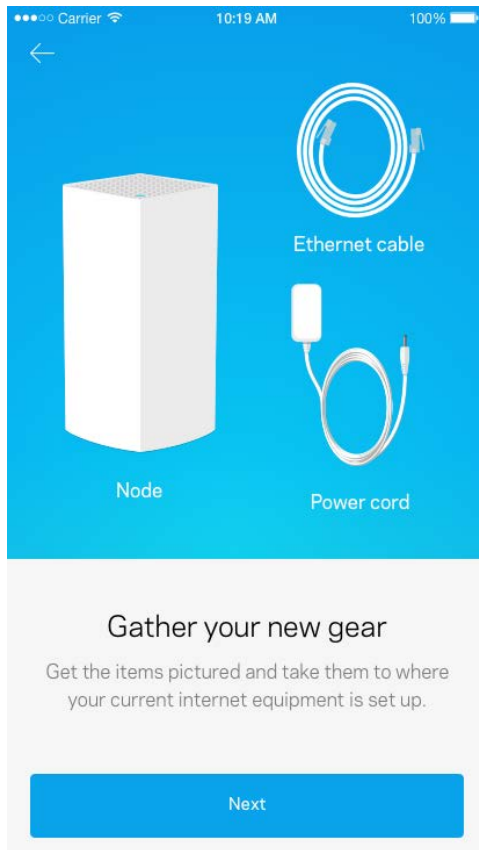 Carrier 10:19 AM 100%
Ethernet cable
Node
Power cord
Gather your new gear
Get the items pictured and take them to where
your current internet equipment is set up.
Next